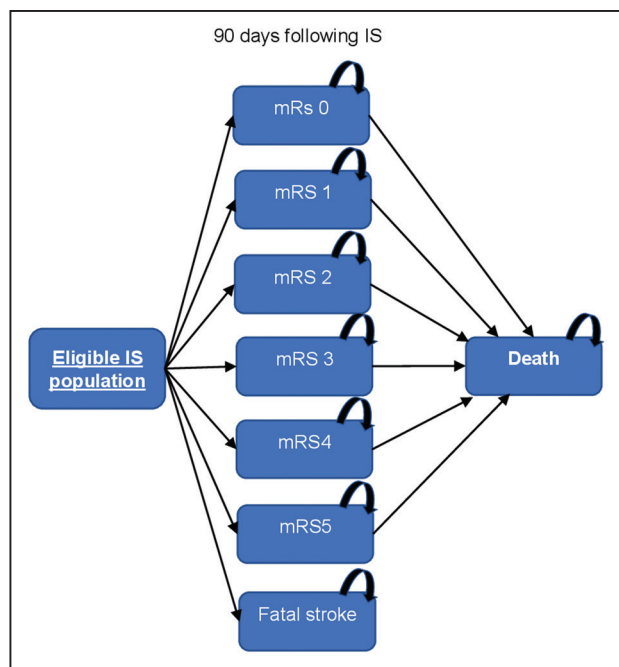 90 days following IS
mRs 0
mRS 1
mRS 2
Eligible IS
population
mRS 3
Death
mRS4
mRS5
Fatal stroke